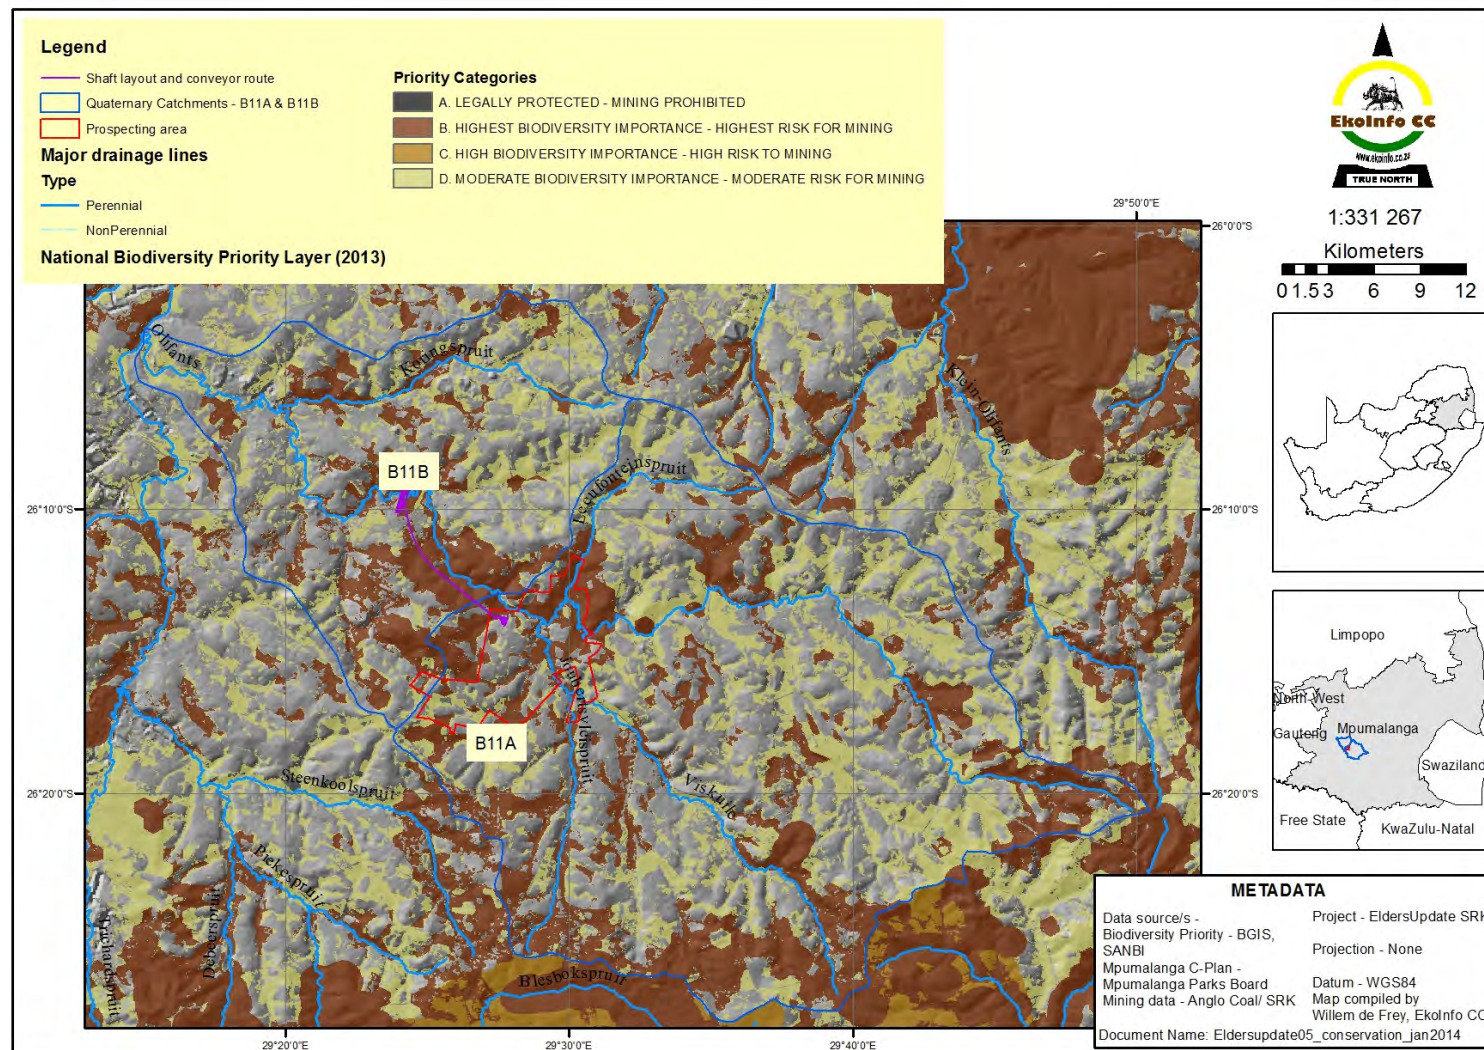 Legend
Shaft layout and conveyor route
Quaternary Catchments - B11A & B11B
Prospecting area
Major drainage lines
Type
Perennial
NonPerennial
National Biodiversity Priority Layer (2013)
Priority Categories
A. LEGALLY PROTECTED - MINING PROHIBITED
B. HIGHEST BIODIVERSITY IMPORTANCE - HIGHEST RISK FOR MINING
C. HIGH BIODIVERSITY IMPORTANCE - HIGH RISK TO MINING
D. MODERATE BIODIVERSITY IMPORTANCE - MODERATE RISK FOR MINING
EkoInfo CC
www.ekoinfo.co.za
TRUE NORTH
1:331 267
Kilometers
0 1.5 3 6 9 12
29°50'0"E
26°0'0"S
Olifants
Koringspruit
Klein-Olifants
B11B
Leeufonteinspruit
26°10'0"S
26°10'0"S
Joubertsvleispruit
B11A
Steenkoolspruit
Viskuile
26°20'0"S
Piekespruit
Debeerspruit
Trichardspruit
Blesbokspruit
29°20'0"E
29°30'0"E
29°40'0"E
Limpopo
North-West
Gauteng
Mpumalanga
Swaziland
Free State
KwaZulu-Natal
METADATA
Data source/s -
Biodiversity Priority - BGIS,
SANBI
Mpumalanga C-Plan -
Mpumalanga Parks Board
Mining data - Anglo Coal/ SRK
Project - EldersUpdate SRK
Projection - None
Datum - WGS84
Map compiled by
Willem de Frey, EkoInfo CC
Document Name: Eldersupdate05_conservation_jan2014